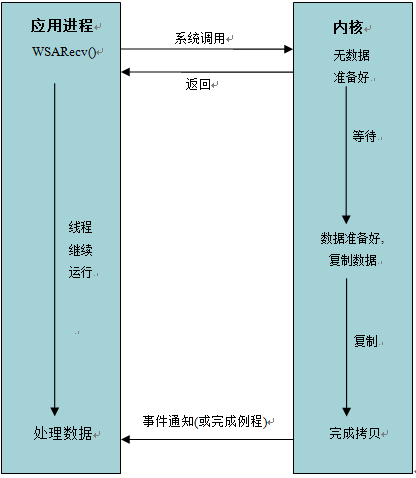 应用进程
WSARecv()
系统调用
返回
内核
无数据
准备好
等待
线程
继续
运行
数据准备好,
复制数据
复制
事件通知(或完成例程)
处理数据
完成拷贝